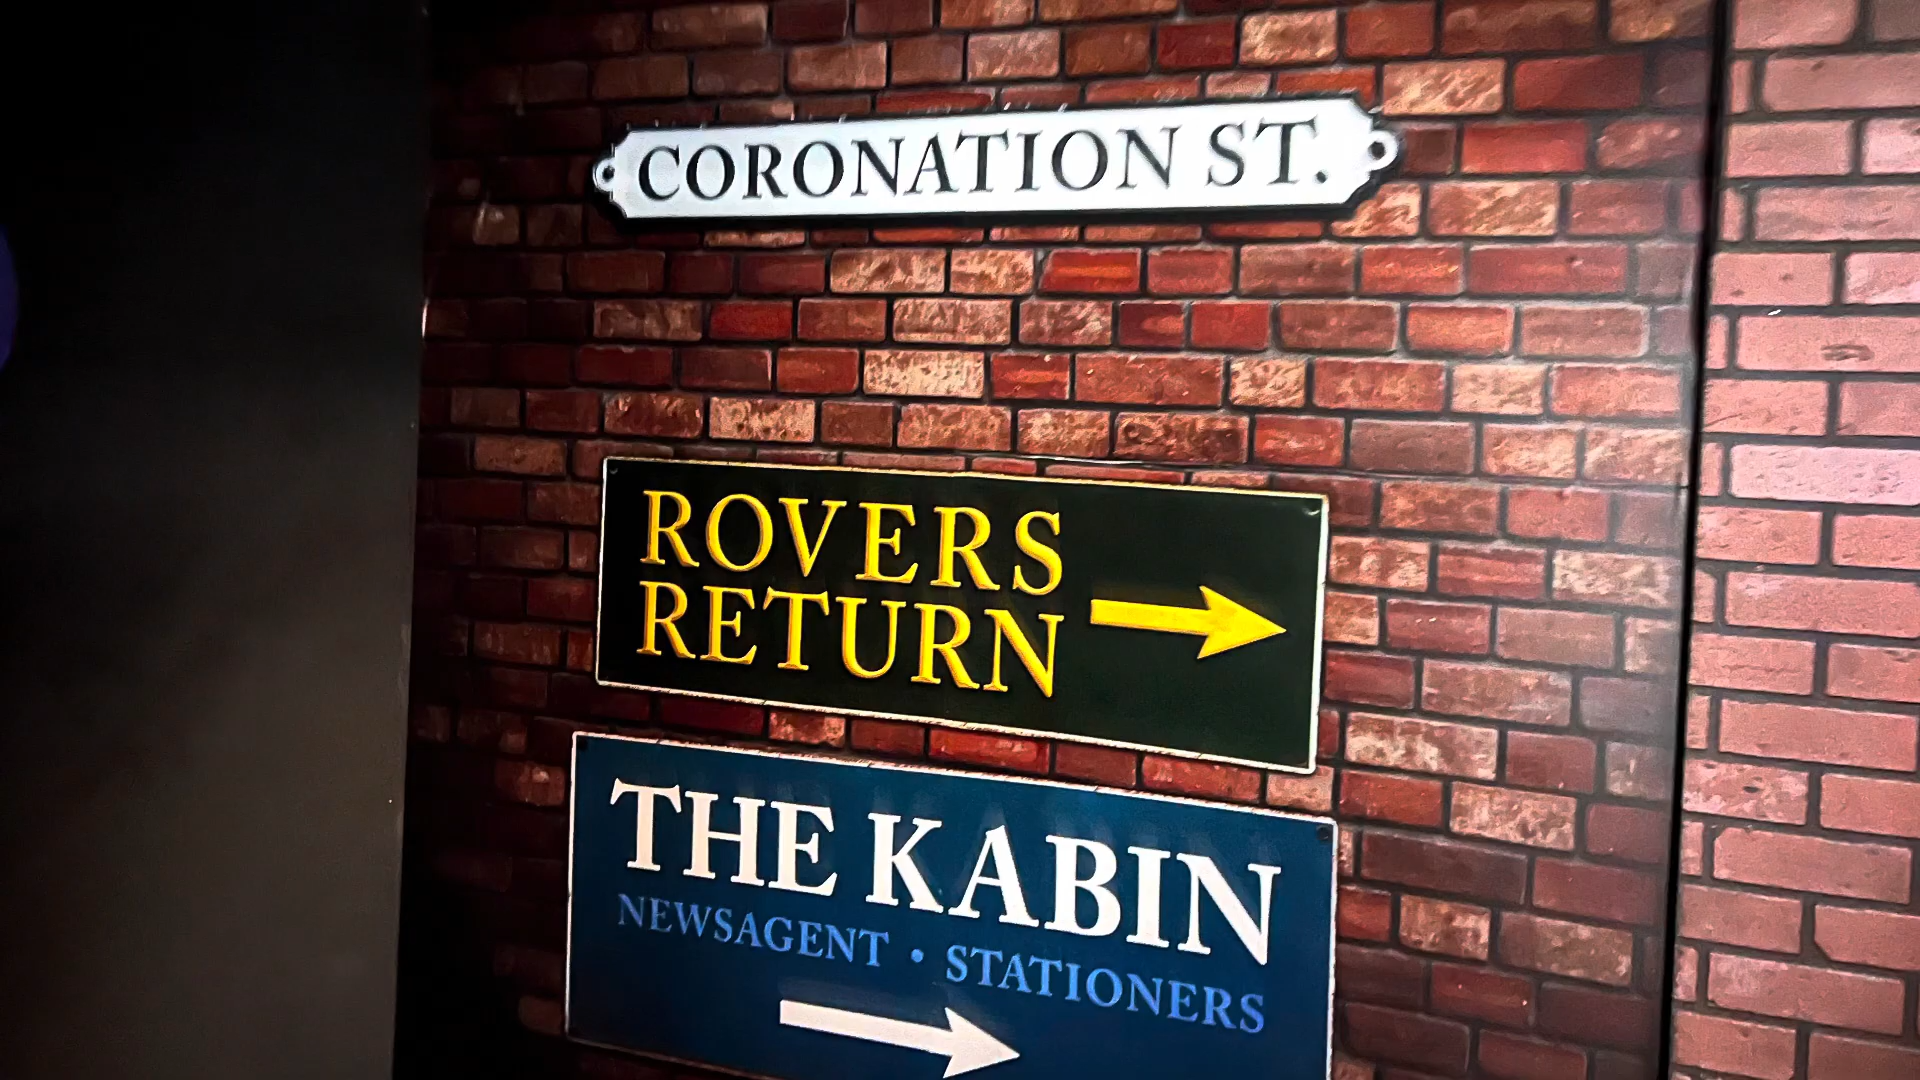 CORONATION ST.
ROVERS
RETURN
THE KABIN
NEWSAGENT • STATIONERS